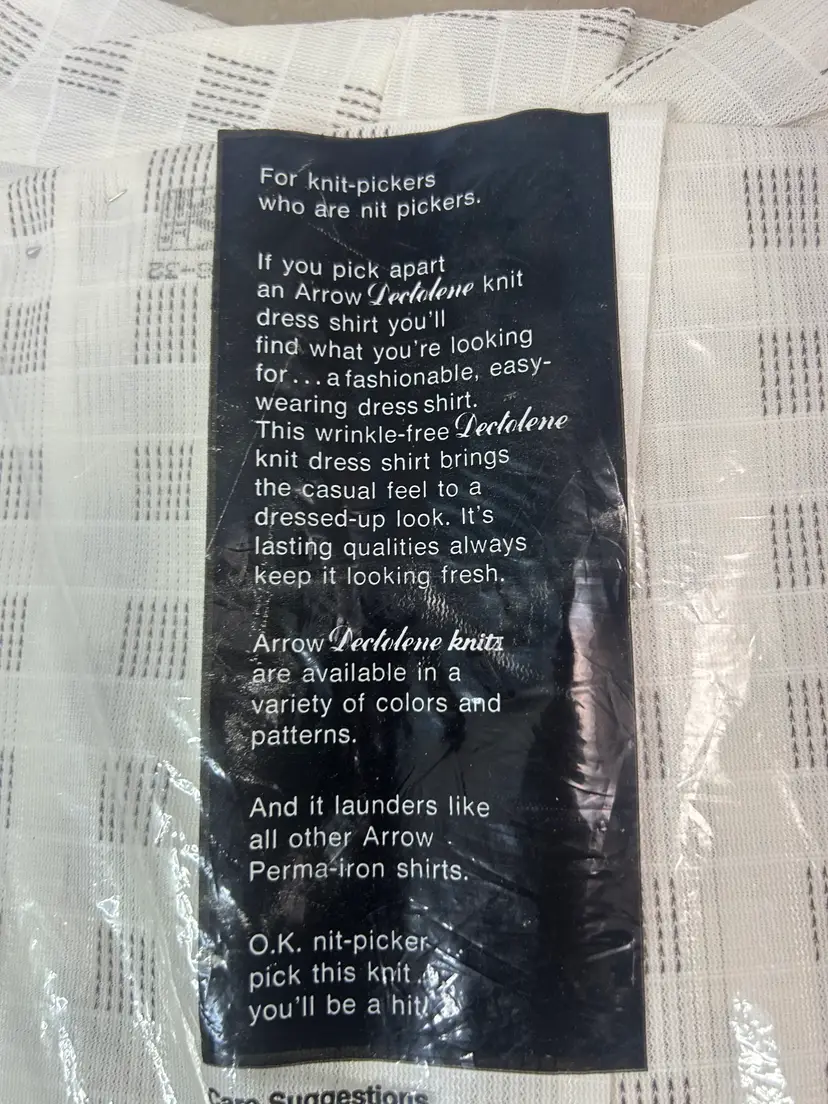 For knit-pickers
who are nit pickers.
If you pick apart
an Arrow Dectolene knit
dress shirt you'll
find what you're looking
for...a fashionable, easy-
wearing dress shirt.
This wrinkle-free Dectolene
knit dress shirt brings
the casual feel to a
dressed-up look. It's
lasting qualities always
keep it looking fresh.
Arrow Dectolene knits
are available in a
variety of colors and
patterns.
And it launders like
all other Arrow
Perma-iron shirts.
O.K. nit-picker...
pick this knit...
you'll be a hit!
Care Suggestions